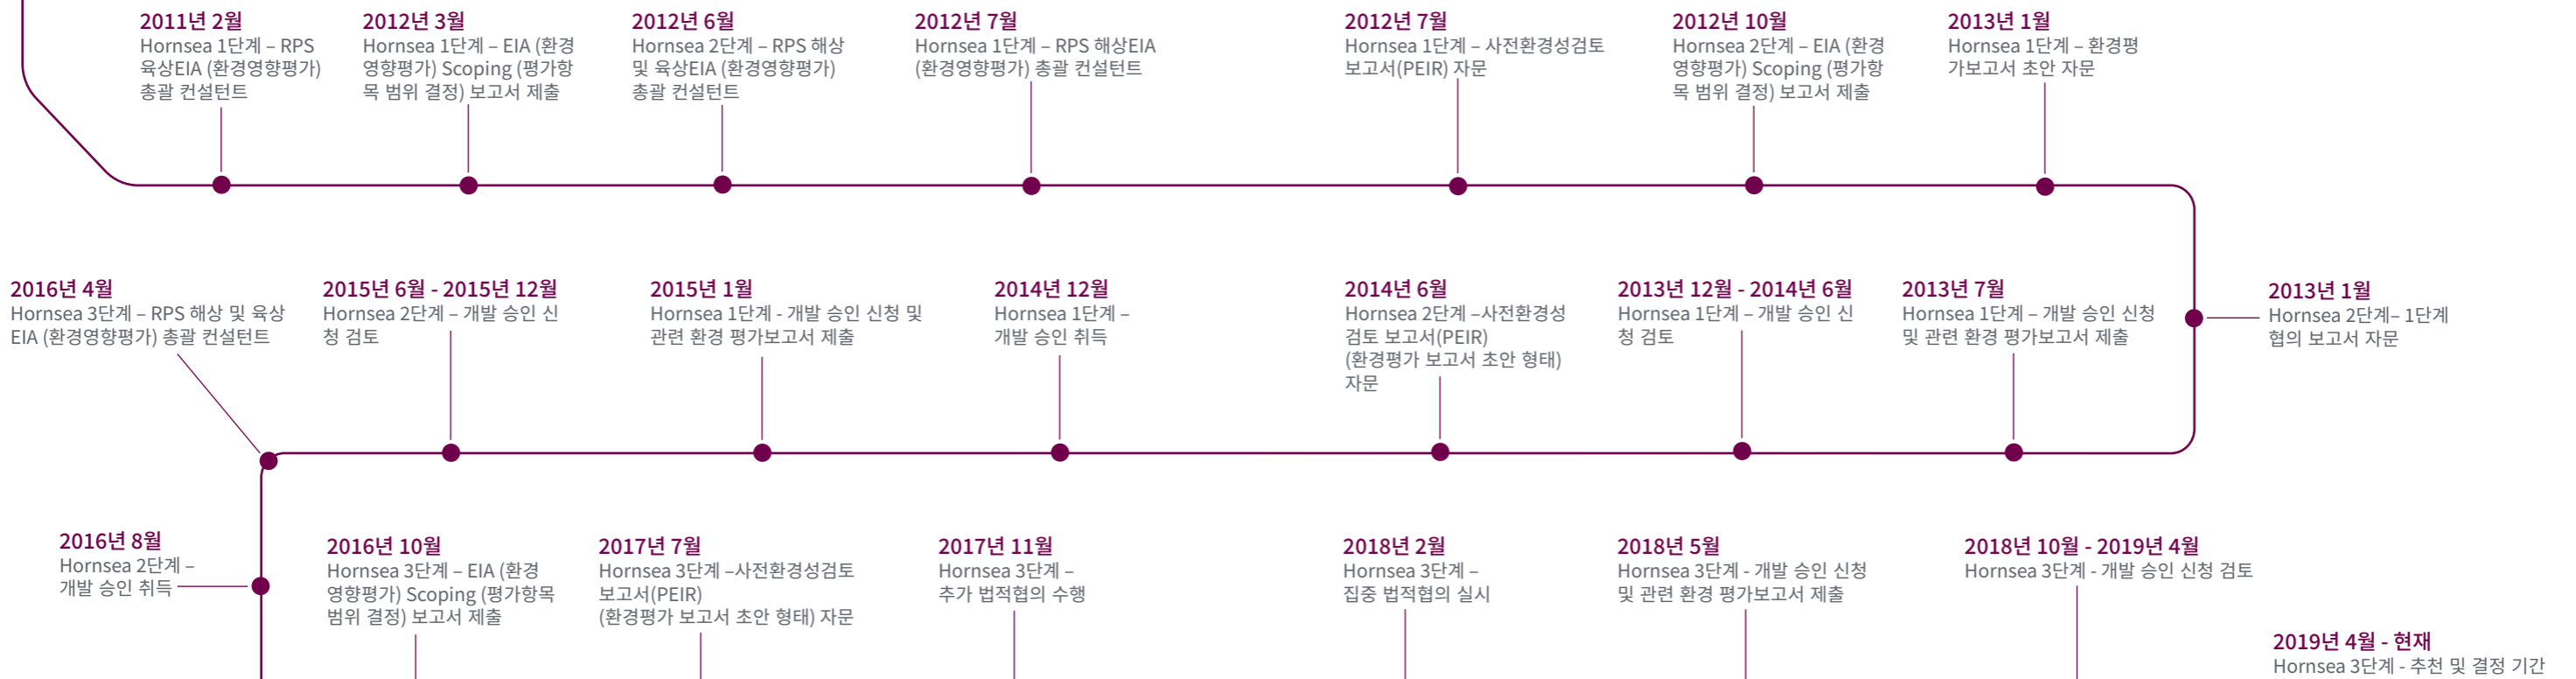 2011년 2월
Hornsea 1단계 – RPS
육상EIA (환경영향평가)
총괄 컨설턴트
2012년 3월
Hornsea 1단계 – EIA (환경
영향평가) Scoping (평가항
목 범위 결정) 보고서 제출
2012년 6월
Hornsea 2단계 – RPS 해상
및 육상EIA (환경영향평가)
총괄 컨설턴트
2012년 7월
Hornsea 1단계 – RPS 해상EIA
(환경영향평가) 총괄 컨설턴트
2012년 7월
Hornsea 1단계 – 사전환경성검토
보고서(PEIR) 자문
2012년 10월
Hornsea 2단계 – EIA (환경
영향평가) Scoping (평가항
목 범위 결정) 보고서 제출
2013년 1월
Hornsea 1단계 – 환경평
가보고서 초안 자문
2016년 4월
Hornsea 3단계 – RPS 해상 및 육상
EIA (환경영향평가) 총괄 컨설턴트
2015년 6월 - 2015년 12월
Hornsea 2단계 – 개발 승인 신
청 검토
2015년 1월
Hornsea 1단계 - 개발 승인 신청 및
관련 환경 평가보고서 제출
2014년 12월
Hornsea 1단계 –
개발 승인 취득
2014년 6월
Hornsea 2단계 –사전환경성
검토 보고서(PEIR)
(환경평가 보고서 초안 형태)
자문
2013년 12월 - 2014년 6월
Hornsea 1단계 – 개발 승인 신
청 검토
2013년 7월
Hornsea 1단계 – 개발 승인 신청
및 관련 환경 평가보고서 제출
2013년 1월
Hornsea 2단계– 1단계
협의 보고서 자문
2016년 8월
Hornsea 2단계 –
개발 승인 취득
2016년 10월
Hornsea 3단계 – EIA (환경
영향평가) Scoping (평가항목
범위 결정) 보고서 제출
2017년 7월
Hornsea 3단계 –사전환경성검토
보고서(PEIR)
(환경평가 보고서 초안 형태) 자문
2017년 11월
Hornsea 3단계 –
추가 법적협의 수행
2018년 2월
Hornsea 3단계 –
집중 법적협의 실시
2018년 5월
Hornsea 3단계 - 개발 승인 신청
및 관련 환경 평가보고서 제출
2018년 10월 - 2019년 4월
Hornsea 3단계 - 개발 승인 신청 검토
2019년 4월 - 현재
Hornsea 3단계 - 추천 및 결정 기간